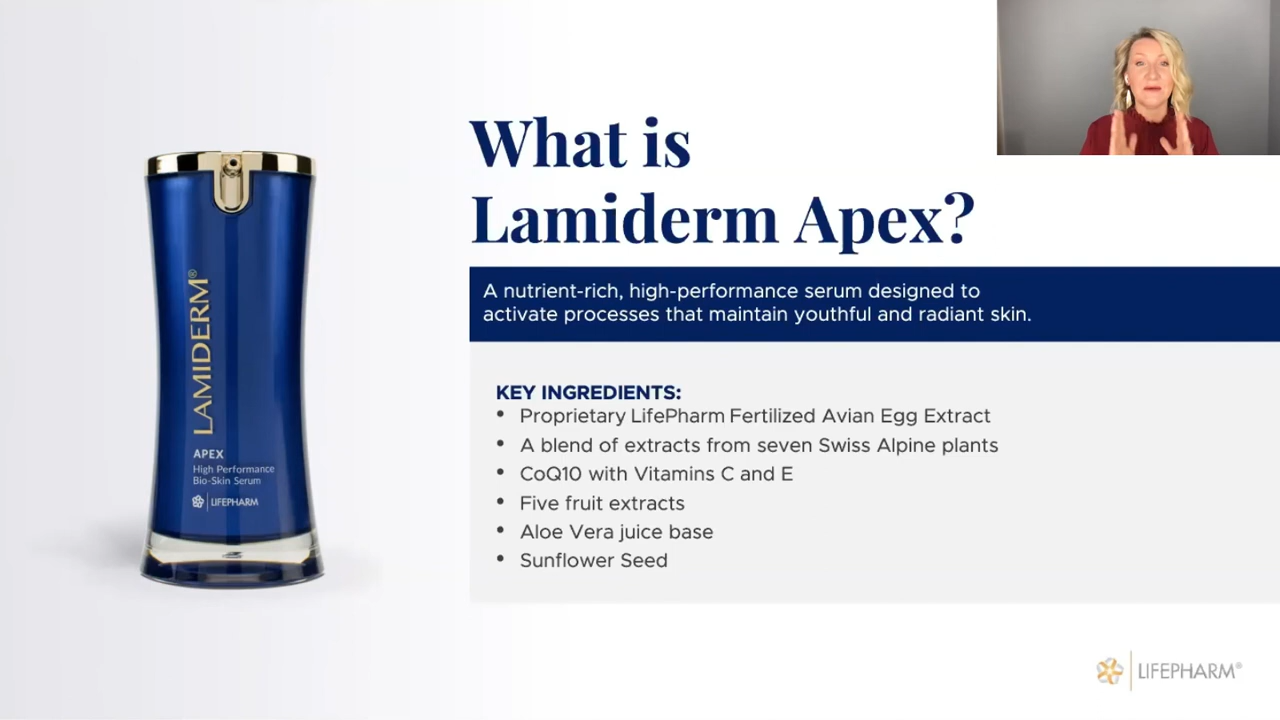 What is
Lamiderm Apex?
A nutrient-rich, high-performance serum designed to
activate processes that maintain youthful and radiant skin.
KEY INGREDIENTS:
• Proprietary LifePharm Fertilized Avian Egg Extract
• A blend of extracts from seven Swiss Alpine plants
• CoQ10 with Vitamins C and E
• Five fruit extracts
• Aloe Vera juice base
• Sunflower Seed
LAMIDERM®
APEX
High Performance
Bio-Skin Serum
LIFEPHARM
LIFEPHARM®